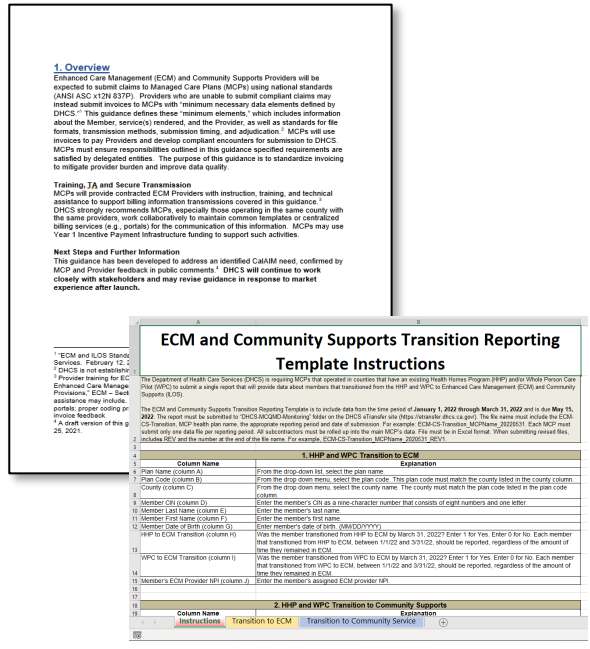 1. Overview
Enhanced Care Management (ECM) and Community Supports Providers will be
expected to submit claims to Managed Care Plans (MCPs) using national standards
(ANSI ASC x12N 837P). Providers who are unable to submit compliant claims may
instead submit invoices to MCPs with "minimum necessary data elements defined by
DHCS."1 This guidance defines these "minimum elements," which includes information
about the Member, service(s) rendered, and the Provider, as well as standards for file
formats, transmission methods, submission timing, and adjudication.2 MCPs will use
invoices to pay Providers and develop compliant encounters for submission to DHCS.
MCPs must ensure responsibilities outlined in this guidance specified requirements are
satisfied by delegated entities. The purpose of this guidance is to standardize invoicing
to mitigate provider burden and improve data quality.
Training, TA and Secure Transmission
MCPs will provide contracted ECM Providers with instruction, training, and technical
assistance to support billing information transmissions covered in this guidance.3
DHCS strongly recommends MCPs, especially those operating in the same county with
the same providers, work collaboratively to maintain common templates or centralized
billing services (e.g., portals) for the communication of this information. MCPs may use
Year 1 Incentive Payment Infrastructure funding to support such activities.
Next Steps and Further Information
This guidance has been developed to address an identified CalAIM need, confirmed by
MCP and Provider feedback in public comments.4 DHCS will continue to work
closely with stakeholders and may revise guidance in response to market
experience after launch.
1 "ECM and ILOS Standa
Services. February 12, 2
2 DHCS is not establishin
3 Provider training for EC
Enhanced Care Manage
Provisions," ECM – Sect
assistance may include,
portals; proper coding pr
invoice feedback.
4 A draft version of this g
25, 2021.
A B
1 ECM and Community Supports Transition Reporting
Template Instructions
The Department of Health Care Services (DHCS) is requiring MCPs that operated in counties that have an existing Health Homes Program (HHP) and/or Whole Person Care
Pilot (WPC) to submit a single report that will provide data about members that transitioned from the HHP and WPC to Enhanced Care Management (ECM) and Community
Supports (ILOS).
The ECM and Community Supports Transition Reporting Template is to include data from the time period of January 1, 2022 through March 31, 2022 and is due May 15,
2022. The report must be submitted to "DHCS-MCQMD-Monitoring" folder on the DHCS eTransfer site (https://etransfer.dhcs.ca.gov/). The file name must include the ECM-
CS-Transition, MCP health plan name, the appropriate reporting period and date of submission. For example: ECM-CS-Transition_MCPName_20220531. Each MCP must
submit only one data file per reporting period. All subcontractors must be rolled up into the main MCP's data. File must be in Excel format. When submitting revised files,
2 includea REV and the number at the end of the file name. For example, ECM-CS-Transition_MCPName_20220531_REV1.
3
4 1. HHP and WPC Transition to ECM
5 Column Name Explanation
6 Plan Name (column A) From the drop-down list, select the plan name.
7 Plan Code (column B) From the drop down menu, select the plan code. This plan code must match the county listed in the county column.
County (column C) From the drop down menu, select the county name. The county must match the plan code listed in the plan code
8 column.
9 Member CIN (column D) Enter the member's CIN as a nine-character number that consists of eight numbers and one letter.
10 Member Last Name (column E) Enter the member's last name.
11 Member First Name (column F) Enter the member's first name.
12 Member Date of Birth (column G) Enter member's date of birth. (MM/DD/YYYY)
HHP to ECM Transition (column H) Was the member transitioned from HHP to ECM by March 31, 2022? Enter 1 for Yes. Enter 0 for No. Each member
that transitioned from HHP to ECM, between 1/1/22 and 3/31/22, should be reported, regardless of the amount of
13 time they remained in ECM.
WPC to ECM Transition (column I) Was the member transitioned from WPC to ECM by March 31, 2022? Enter 1 for Yes. Enter 0 for No. Each member
that transitioned from WPC to ECM, between 1/1/22 and 3/31/22, should be reported, regardless of the amount of
14 time they remained in ECM.
15 Member's ECM Provider NPI (column J) Enter the member's assigned ECM provider NPI.
16
17
18 2. HHP and WPC Transition to Community Supports
19 Column Name Explanation
Instructions Transition to ECM Transition to Community Service